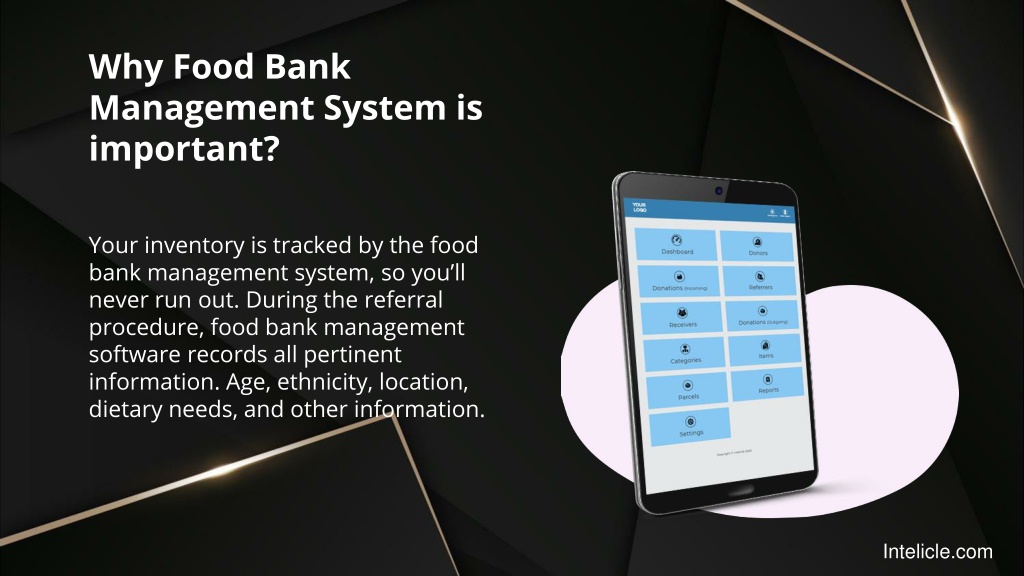 Why Food Bank
Management System is
important?
Your inventory is tracked by the food
bank management system, so you’ll
never run out. During the referral
procedure, food bank management
software records all pertinent
information. Age, ethnicity, location,
dietary needs, and other information.
YOUR
LOGO
Dashboard
Donors
Donations (Incoming)
Referrers
Receivers
Donations (Outgoing)
Categories
Items
Parcels
Reports
Settings
Intelicle.com